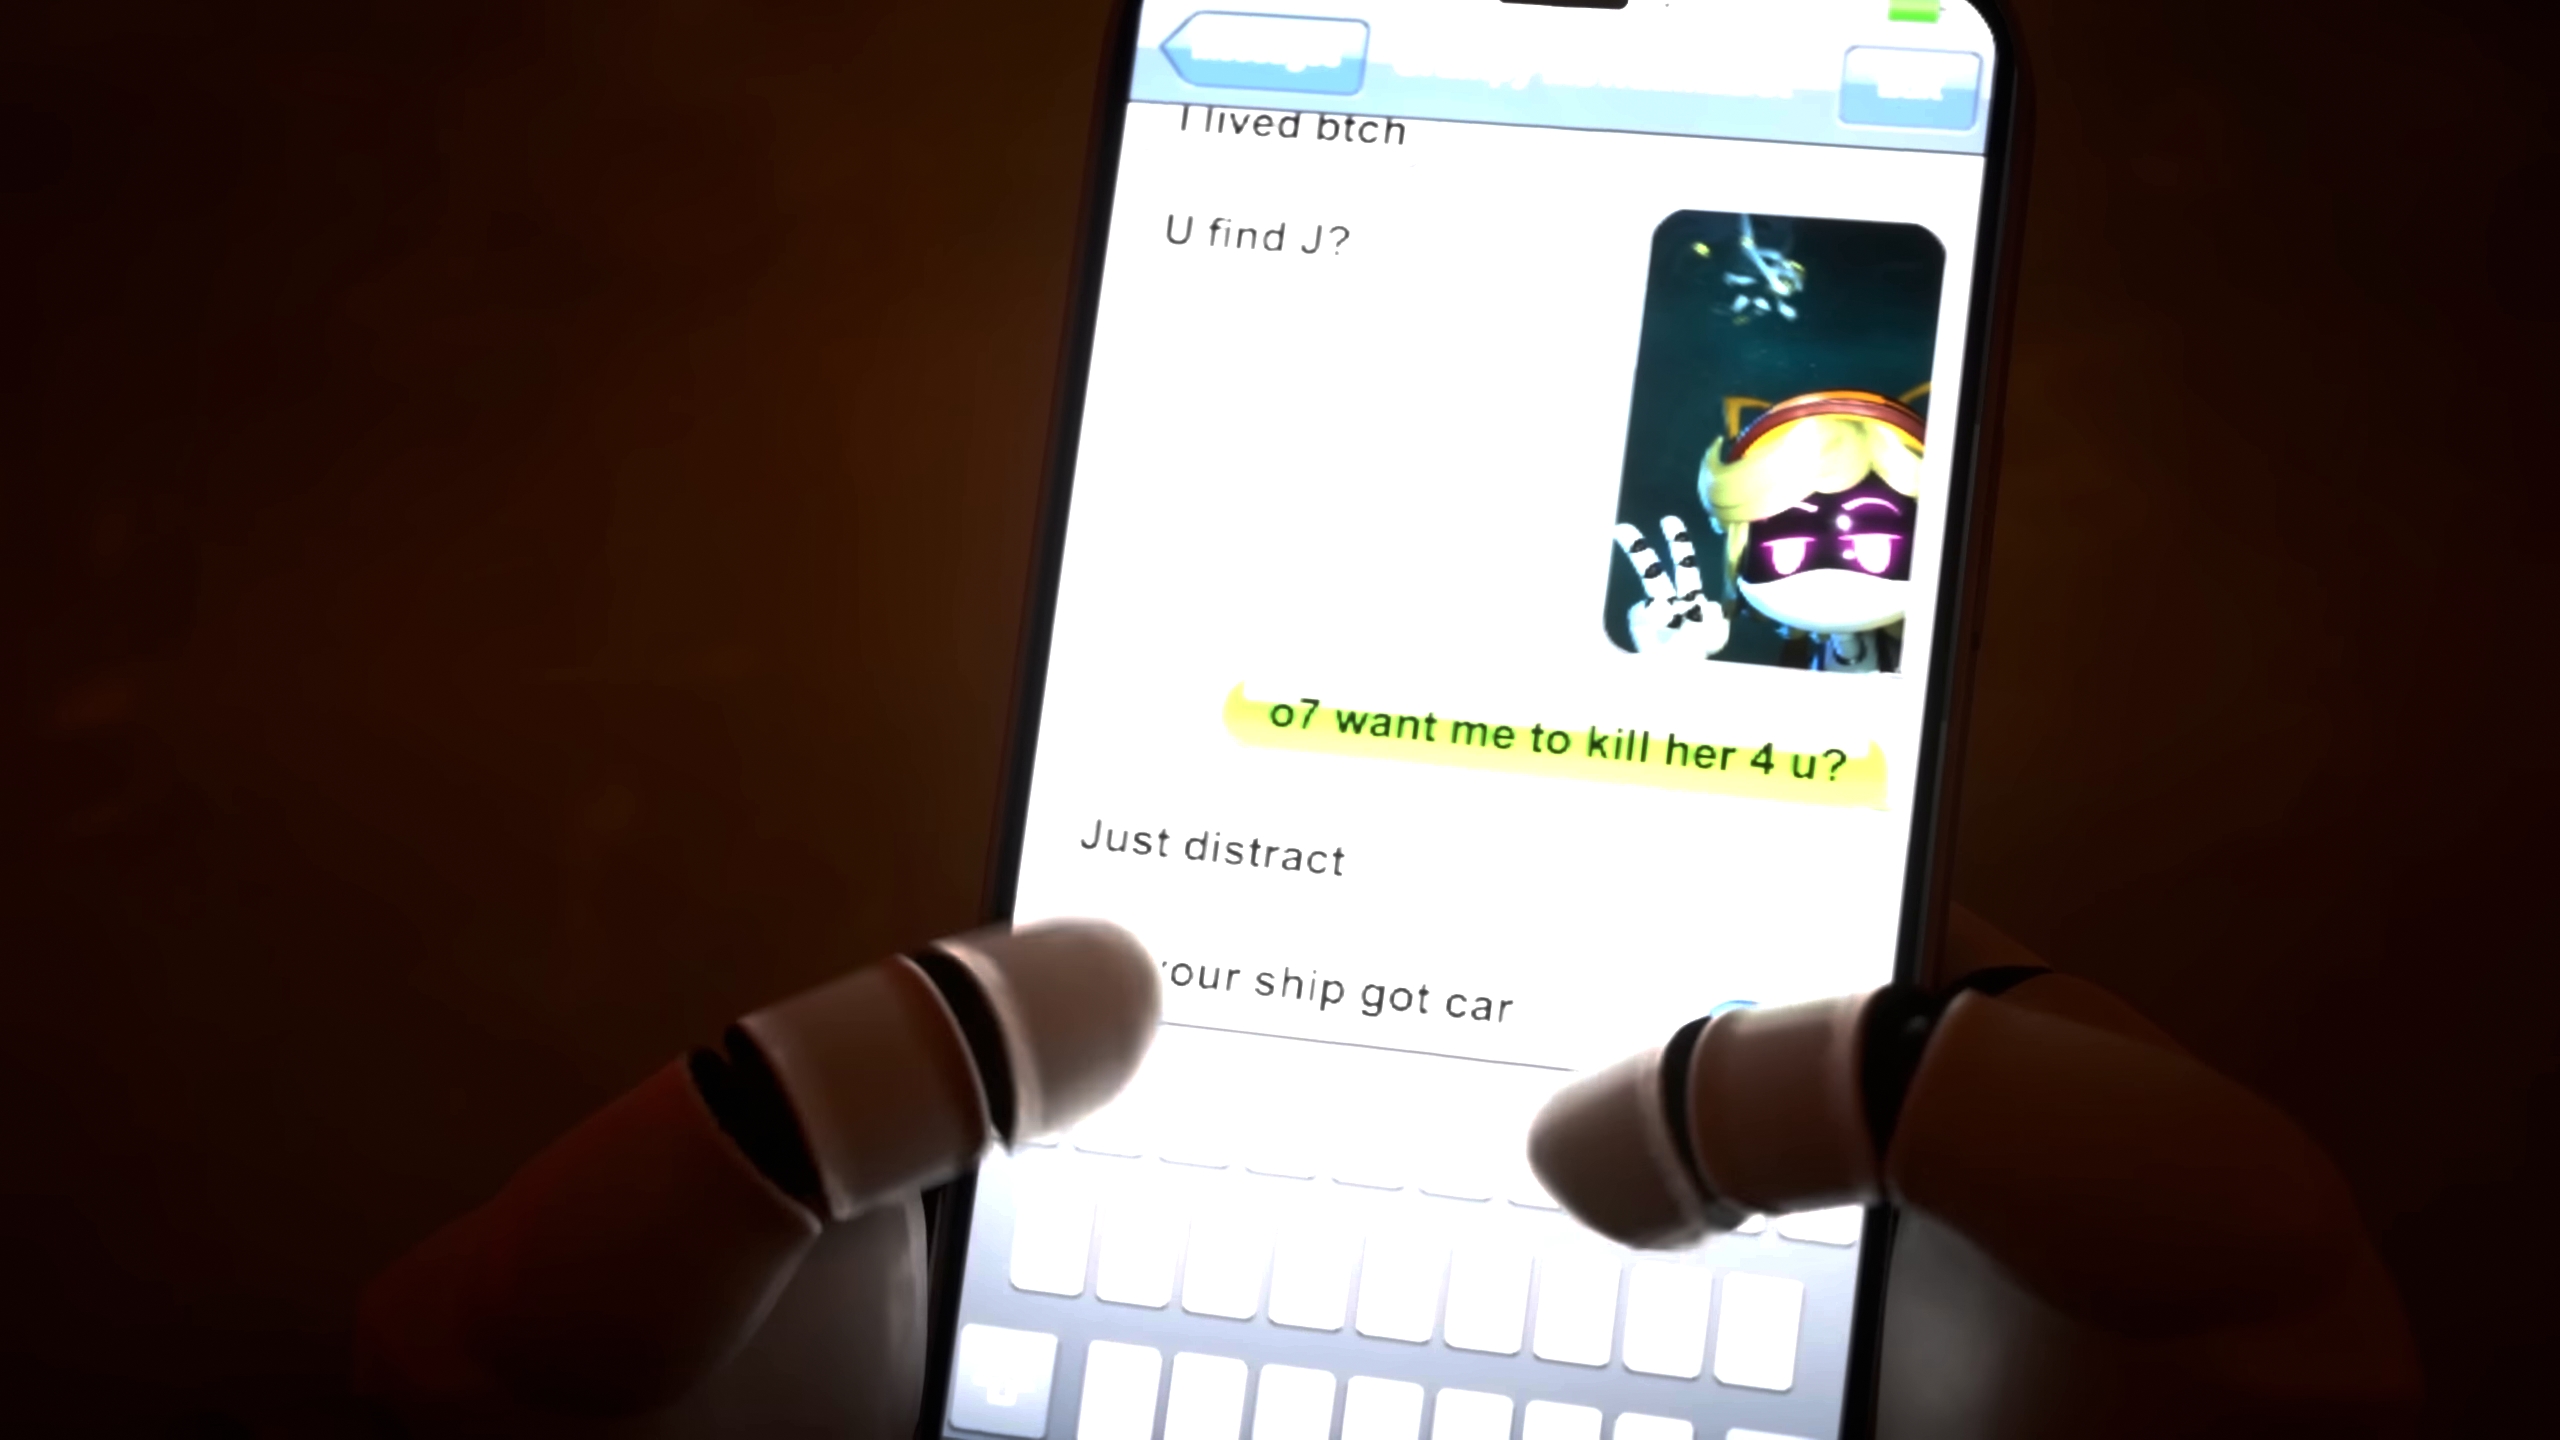 I lived btch
U find J?
o7 want me to kill her 4 u?
Just distract
our ship got car